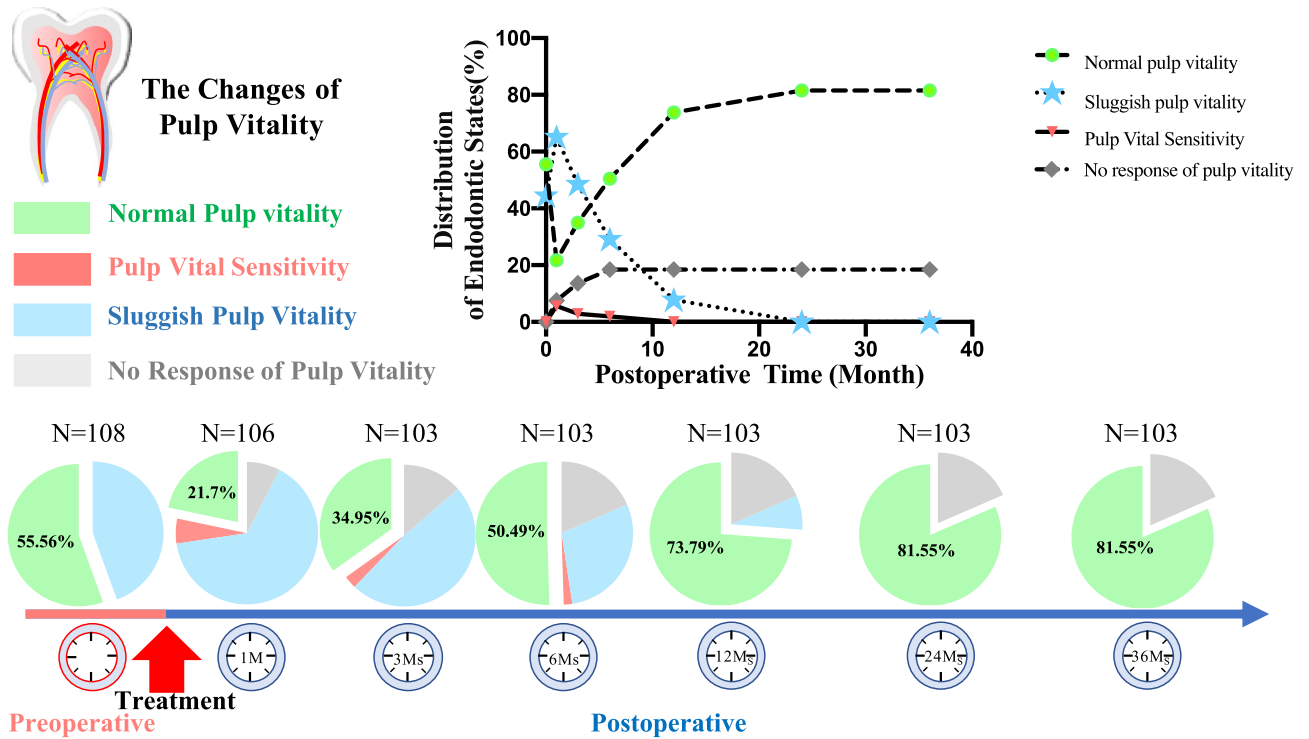 The Changes of
Pulp Vitality
Normal Pulp vitality
Pulp Vital Sensitivity
Sluggish Pulp Vitality
No Response of Pulp Vitality
Distribution
of Endodontic States(%)
100
80
60
40
20
0
0 10 20 30 40
Postoperative Time (Month)
Normal pulp vitality
Sluggish pulp vitality
Pulp Vital Sensitivity
No response of pulp vitality
N=108 N=106 N=103 N=103 N=103 N=103 N=103
55.56% 21.7% 34.95% 50.49% 73.79% 81.55% 81.55%
1M 3Ms 6Ms 12Ms 24Ms 36Ms
Treatment
Preoperative Postoperative